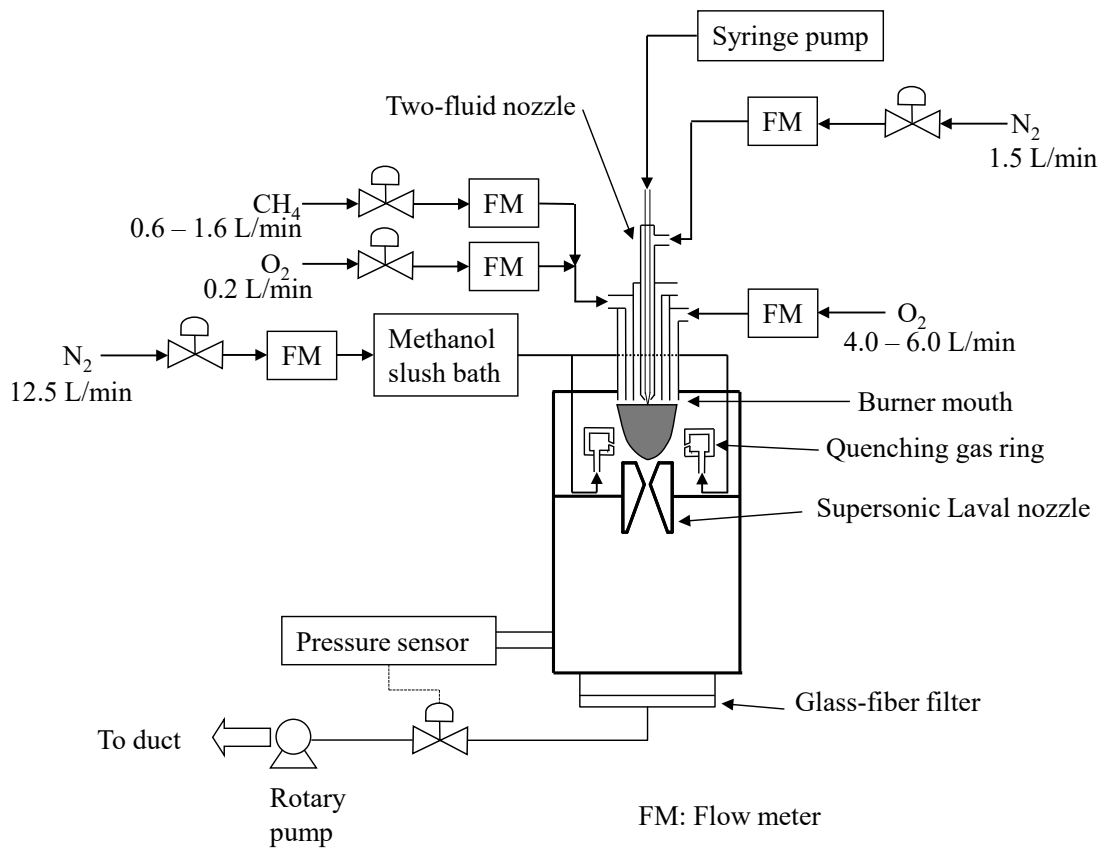 Syringe pump
Two-fluid nozzle
FM
N2
1.5 L/min
CH4
0.6 – 1.6 L/min
FM
O2
0.2 L/min
FM
FM
O2
4.0 – 6.0 L/min
N2
12.5 L/min
FM
Methanol
slush bath
Burner mouth
Quenching gas ring
Supersonic Laval nozzle
Pressure sensor
Glass-fiber filter
To duct
Rotary
pump
FM: Flow meter